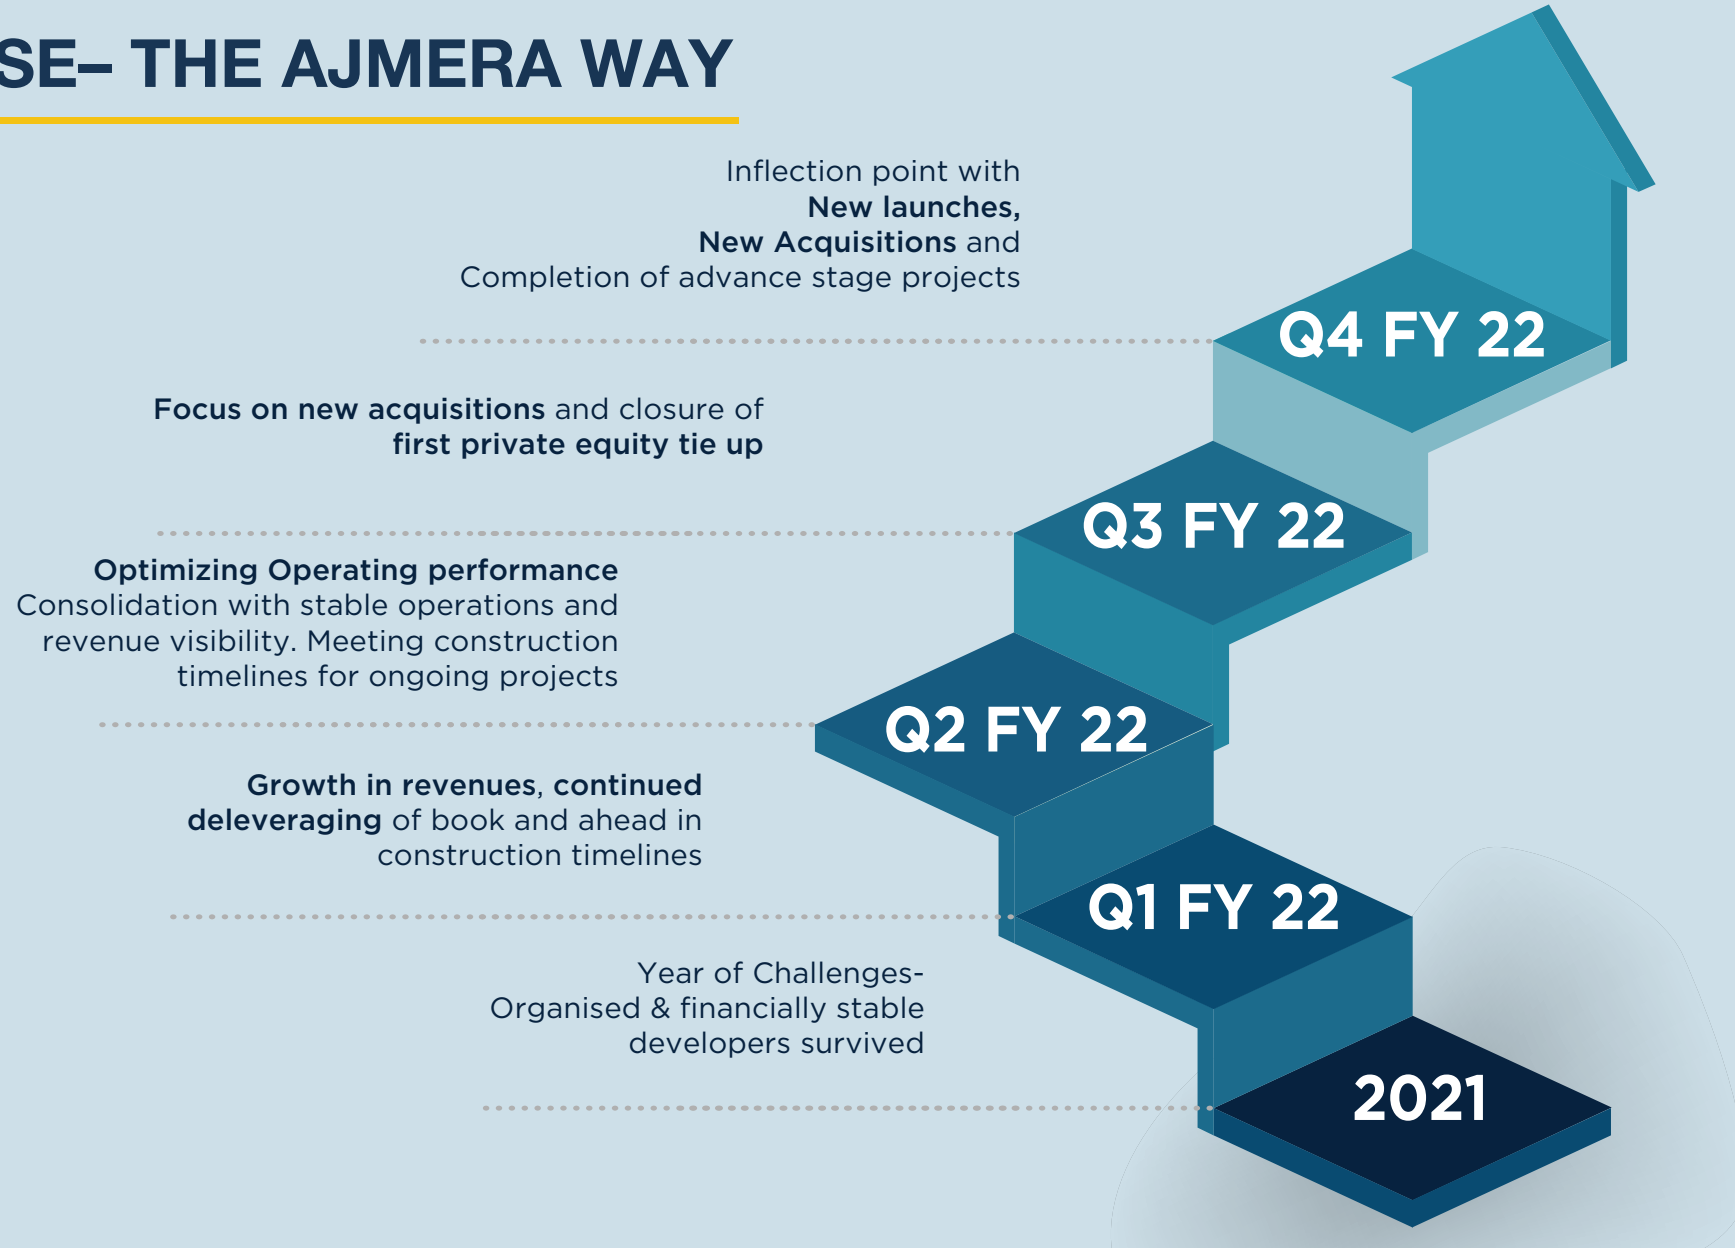 SE– THE AJMERA WAY
Inflection point with
New launches,
New Acquisitions and
Completion of advance stage projects
Q4 FY 22
Focus on new acquisitions and closure of
first private equity tie up
Q3 FY 22
Optimizing Operating performance
Consolidation with stable operations and
revenue visibility. Meeting construction
timelines for ongoing projects
Q2 FY 22
Growth in revenues, continued
deleveraging of book and ahead in
construction timelines
Q1 FY 22
Year of Challenges-
Organised & financially stable
developers survived
2021